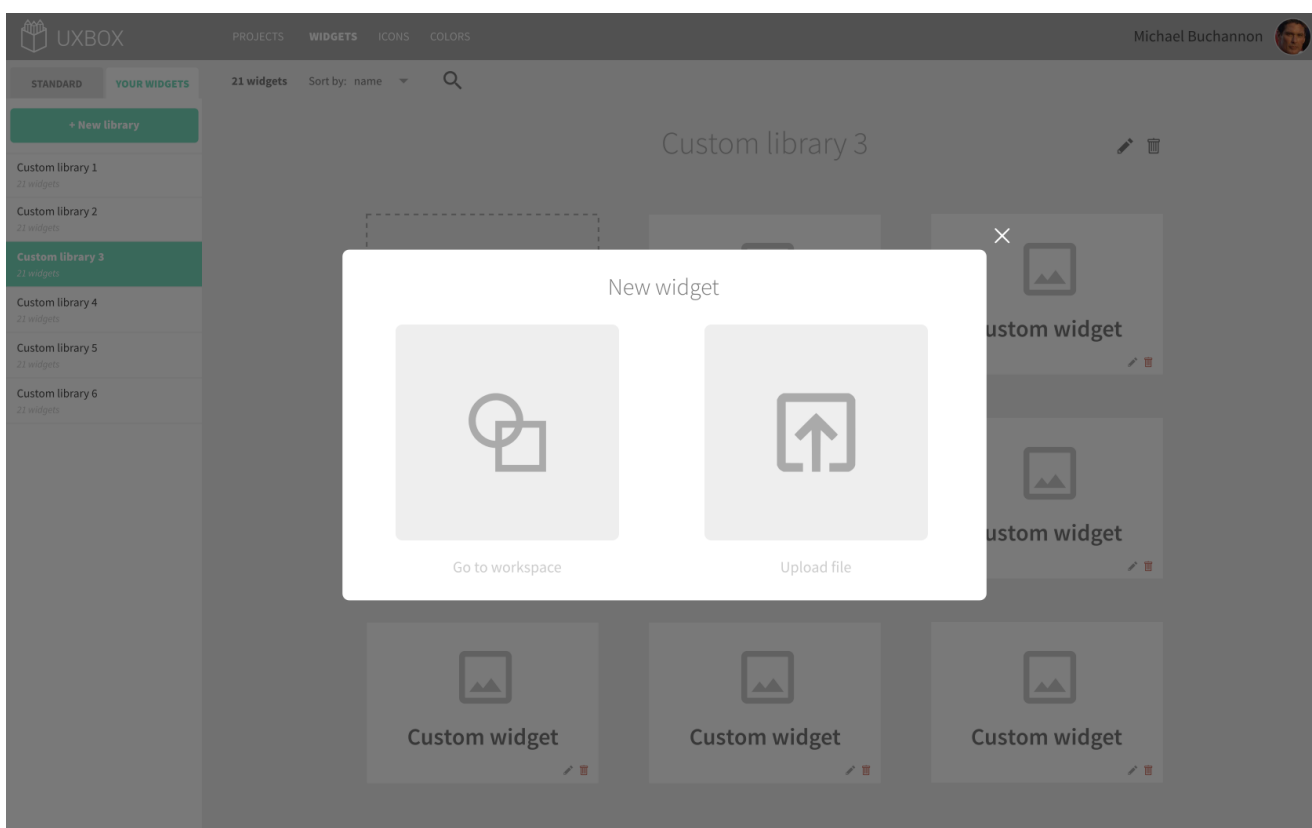 UXBOX
PROJECTS WIDGETS ICONS COLORS
Michael Buchannon
STANDARD YOUR WIDGETS
21 widgets Sort by: name
+ New library
Custom library 1
21 widgets
Custom library 2
21 widgets
Custom library 3
21 widgets
Custom library 4
21 widgets
Custom library 5
21 widgets
Custom library 6
21 widgets
Custom library 3
New widget
Go to workspace
Upload file
ustom widget
ustom widget
Custom widget
Custom widget
Custom widget